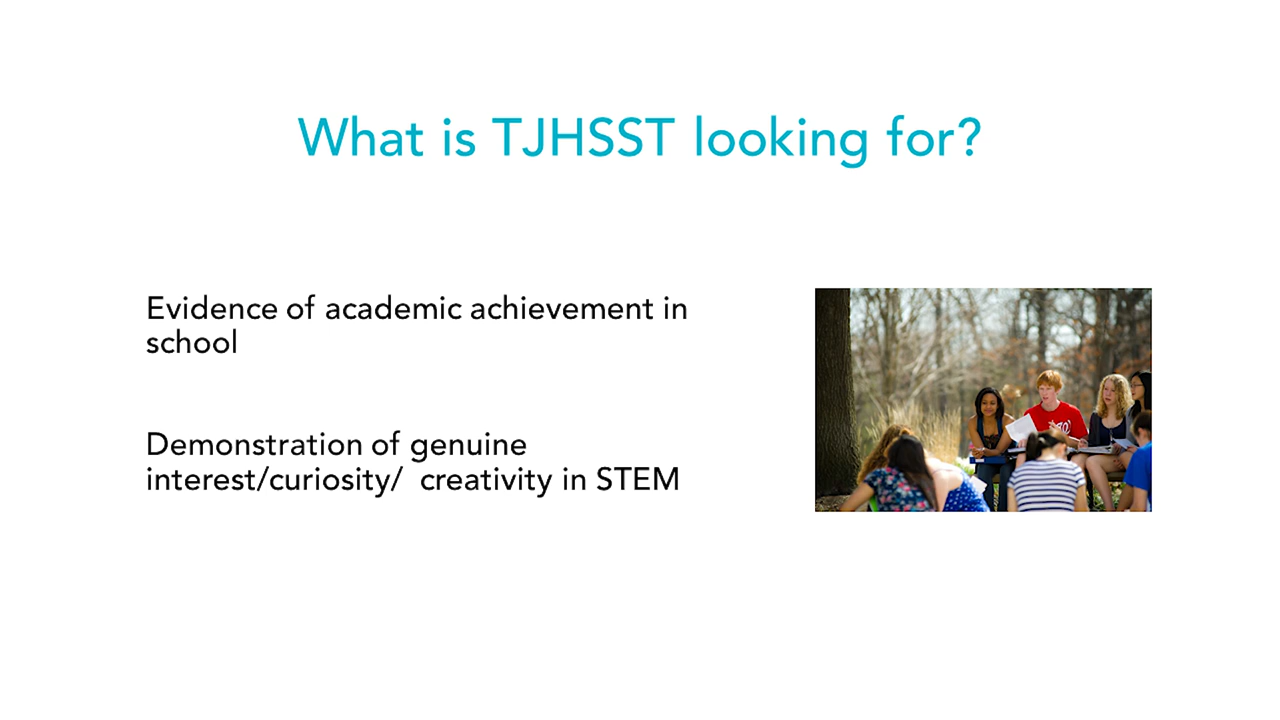 What is TJHSST looking for?
Evidence of academic achievement in
school
Demonstration of genuine
interest/curiosity/  creativity in STEM